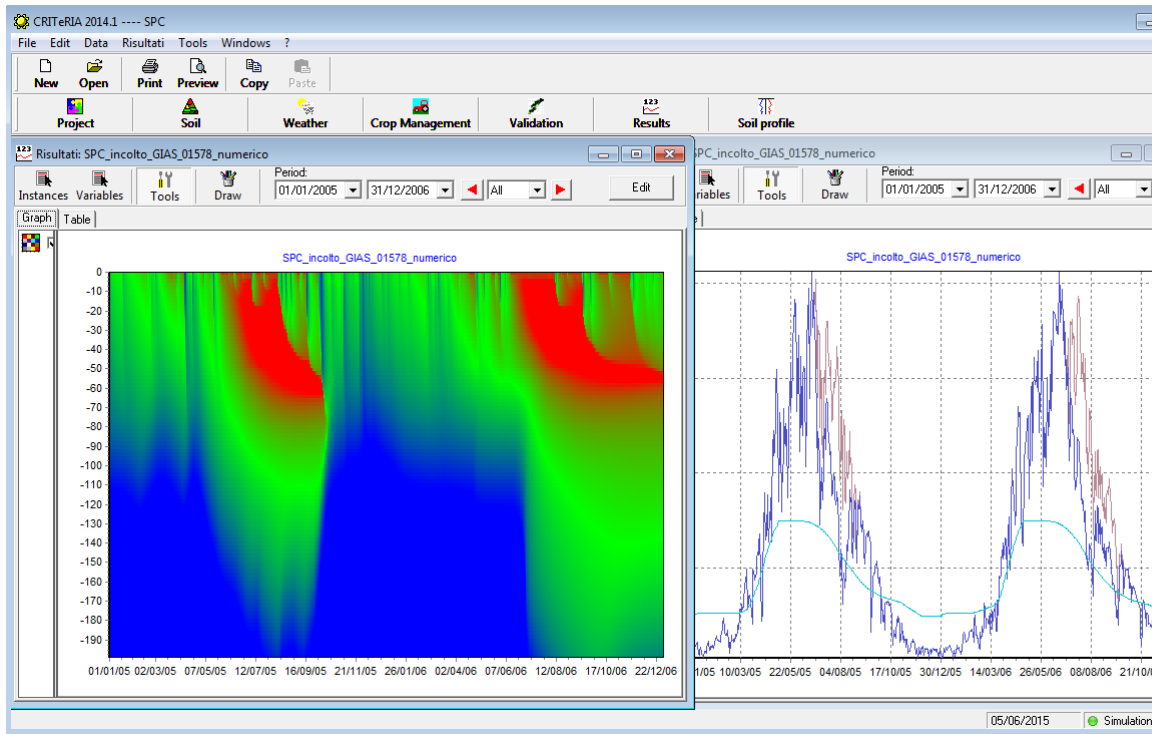 CRITeRIA 2014.1 ---- SPC
File Edit Data Risultati Tools Windows ?
New Open Print Preview Copy Paste
Project Soil Weather Crop Management Validation Results Soil profile
Risultati: SPC_incolto_GIAS_01578_numerico
Instances Variables Tools Draw
Period:
01/01/2005 31/12/2006 All Edit
Graph Table
SPC_incolto_GIAS_01578_numerico
0
-10
-20
-30
-40
-50
-60
-70
-80
-90
-100
-110
-120
-130
-140
-150
-160
-170
-180
-190
01/01/05 02/03/05 07/05/05 12/07/05 16/09/05 21/11/05 26/01/06 02/04/06 07/06/06 12/08/06 17/10/06 22/12/06
SPC_incolto_GIAS_01578_numerico
riables Tools Draw
Period:
01/01/2005 31/12/2006 All
SPC_incolto_GIAS_01578_numerico
1/05 10/03/05 22/05/05 04/08/05 17/10/05 30/12/05 14/03/06 26/05/06 08/08/06 21/10/0
05/06/2015 Simulation